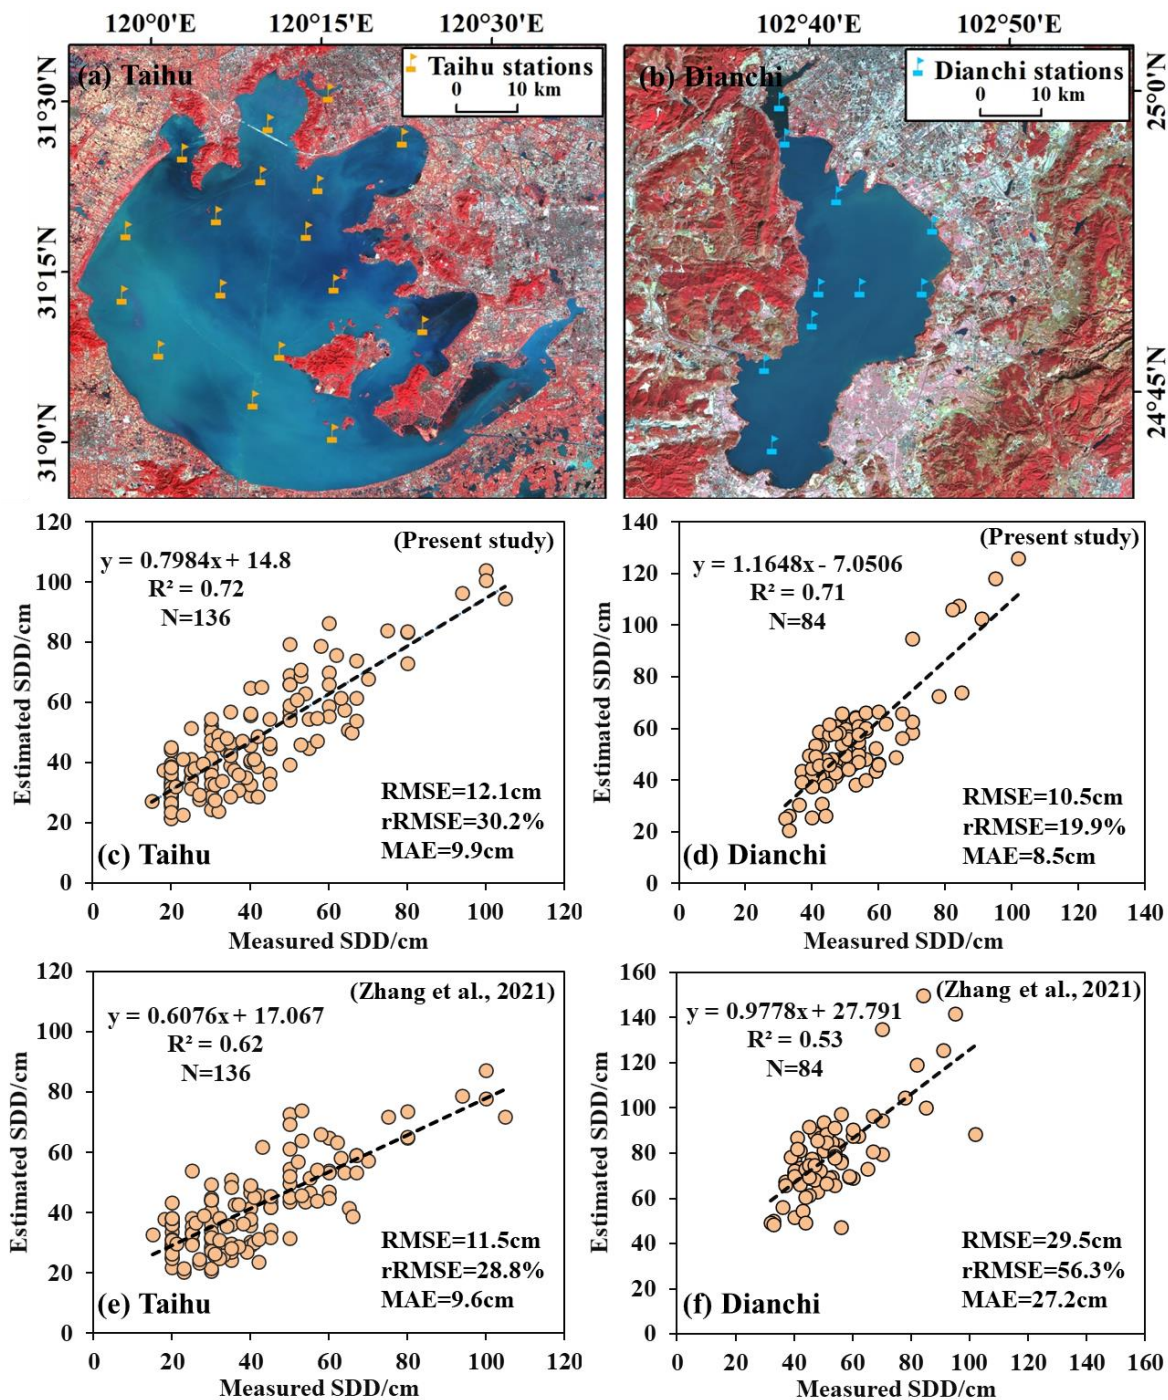 120°0'E 120°15'E 120°30'E
102°40'E 102°50'E
31°30'N
31°15'N
31°0'N
(a) Taihu
Taihu stations
0 10 km
(b) Dianchi
Dianchi stations
0 10 km
25°0'N
24°45'N
120
100
80
60
40
20
0
Estimated SDD/cm
(Present study)
y = 0.7984x + 14.8
R² = 0.72
N=136
RMSE=12.1cm
rRMSE=30.2%
MAE=9.9cm
(c) Taihu
0 20 40 60 80 100 120
Measured SDD/cm
140
120
100
80
60
40
20
0
Estimated SDD/cm
(Present study)
y = 1.1648x - 7.0506
R² = 0.71
N=84
RMSE=10.5cm
rRMSE=19.9%
MAE=8.5cm
(d) Dianchi
0 20 40 60 80 100 120 140
Measured SDD/cm
120
100
80
60
40
20
0
Estimated SDD/cm
(Zhang et al., 2021)
y = 0.6076x + 17.067
R² = 0.62
N=136
RMSE=11.5cm
rRMSE=28.8%
MAE=9.6cm
(e) Taihu
0 20 40 60 80 100 120
Measured SDD/cm
160
140
120
100
80
60
40
20
0
Estimated SDD/cm
(Zhang et al., 2021)
y = 0.9778x + 27.791
R² = 0.53
N=84
RMSE=29.5cm
rRMSE=56.3%
MAE=27.2cm
(f) Dianchi
0 20 40 60 80 100 120 140 160
Measured SDD/cm